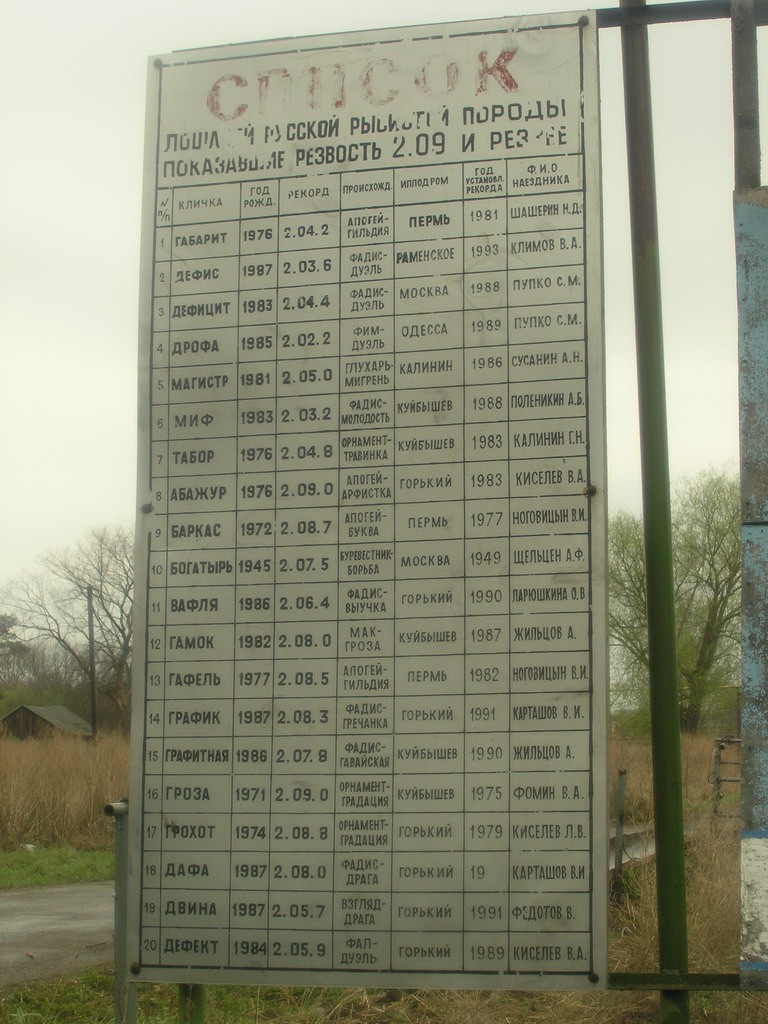 СПИСОК
ЛОШАДЕЙ РУССКОЙ РЫСИСТОЙ ПОРОДЫ
ПОКАЗАВШИЕ РЕЗВОСТЬ 2.09 И РЕЗВЕЕ
N/ П/П КЛИЧКА ГОД РОЖД. РЕКОРД ПРОИСХОЖД. ИППОДРОМ ГОД УСТАНОВЛ. РЕКОРДА Ф.И.О НАЕЗДНИКА
1 ГАБАРИТ 1976 2.04.2 АПОГЕЙ-ГИЛЬДИЯ ПЕРМЬ 1981 ШАШЕРИН Н.Д.
2 ДЕФИС 1987 2.03.6 ФАДИС-ДУЭЛЬ РАМЕНСКОЕ 1993 КЛИМОВ В.А.
3 ДЕФИЦИТ 1983 2.04.4 ФАДИС-ДУЭЛЬ МОСКВА 1988 ПУПКО С.М.
4 ДРОФА 1985 2.02.2 ФИМ-ДУЭЛЬ ОДЕССА 1989 ПУПКО С.М.
5 МАГИСТР 1981 2.05.0 ГЛУХАРЬ-МИГРЕНЬ КАЛИНИН 1986 СУСАНИН А.Н.
6 МИФ 1983 2.03.2 ФАДИС-МОЛОДОСТЬ КУЙБЫШЕВ 1988 ПОЛЕНИКИН А.Б.
7 ТАБОР 1976 2.04.8 ОРНАМЕНТ-ТРАВИНКА КУЙБЫШЕВ 1983 КАЛИНИН Г.Н.
8 АБАЖУР 1976 2.09.0 АПОГЕЙ-АРФИСТКА ГОРЬКИЙ 1983 КИСЕЛЕВ В.А.
9 БАРКАС 1972 2.08.7 АПОГЕЙ-БУКВА ПЕРМЬ 1977 НОГОВИЦЫН В.И.
10 БОГАТЫРЬ 1945 2.07.5 БУРЕВЕСТНИК-БОРЬБА МОСКВА 1949 ЩЕЛЬЦЕН А.Ф.
11 ВАФЛЯ 1986 2.06.4 ФАДИС-ВЫУЧКА ГОРЬКИЙ 1990 ЛАРЮШКИНА О.В
12 ГАМОК 1982 2.08.0 МАК-ГРОЗА КУЙБЫШЕВ 1987 ЖИЛЬЦОВ А.
13 ГАФЕЛЬ 1977 2.08.5 АПОГЕЙ-ГИЛЬДИЯ ПЕРМЬ 1982 НОГОВИЦЫН В.И.
14 ГРАФИК 1987 2.08.3 ФАДИС-ГРЕЧАНКА ГОРЬКИЙ 1991 КАРТАШОВ В.И.
15 ГРАФИТНАЯ 1986 2.07.8 ФАДИС-ГАВАЙСКАЯ КУЙБЫШЕВ 1990 ЖИЛЬЦОВ А.
16 ГРОЗА 1971 2.09.0 ОРНАМЕНТ-ГРАДАЦИЯ КУЙБЫШЕВ 1975 ФОМИН В.А.
17 ГРОХОТ 1974 2.08.8 ОРНАМЕНТ-ГРАДАЦИЯ ГОРЬКИЙ 1979 КИСЕЛЕВ Л.В.
18 ДАФА 1987 2.08.0 ФАДИС-ДРАГА ГОРЬКИЙ 19 КАРТАШОВ В.И
19 ДВИНА 1987 2.05.7 ВЗГЛЯД-ДРАГА ГОРЬКИЙ 1991 ФЕДОТОВ В.
20 ДЕФЕКТ 1984 2.05.9 ФАЛ-ДУЭЛЬ ГОРЬКИЙ 1989 КИСЕЛЕВ В.А.